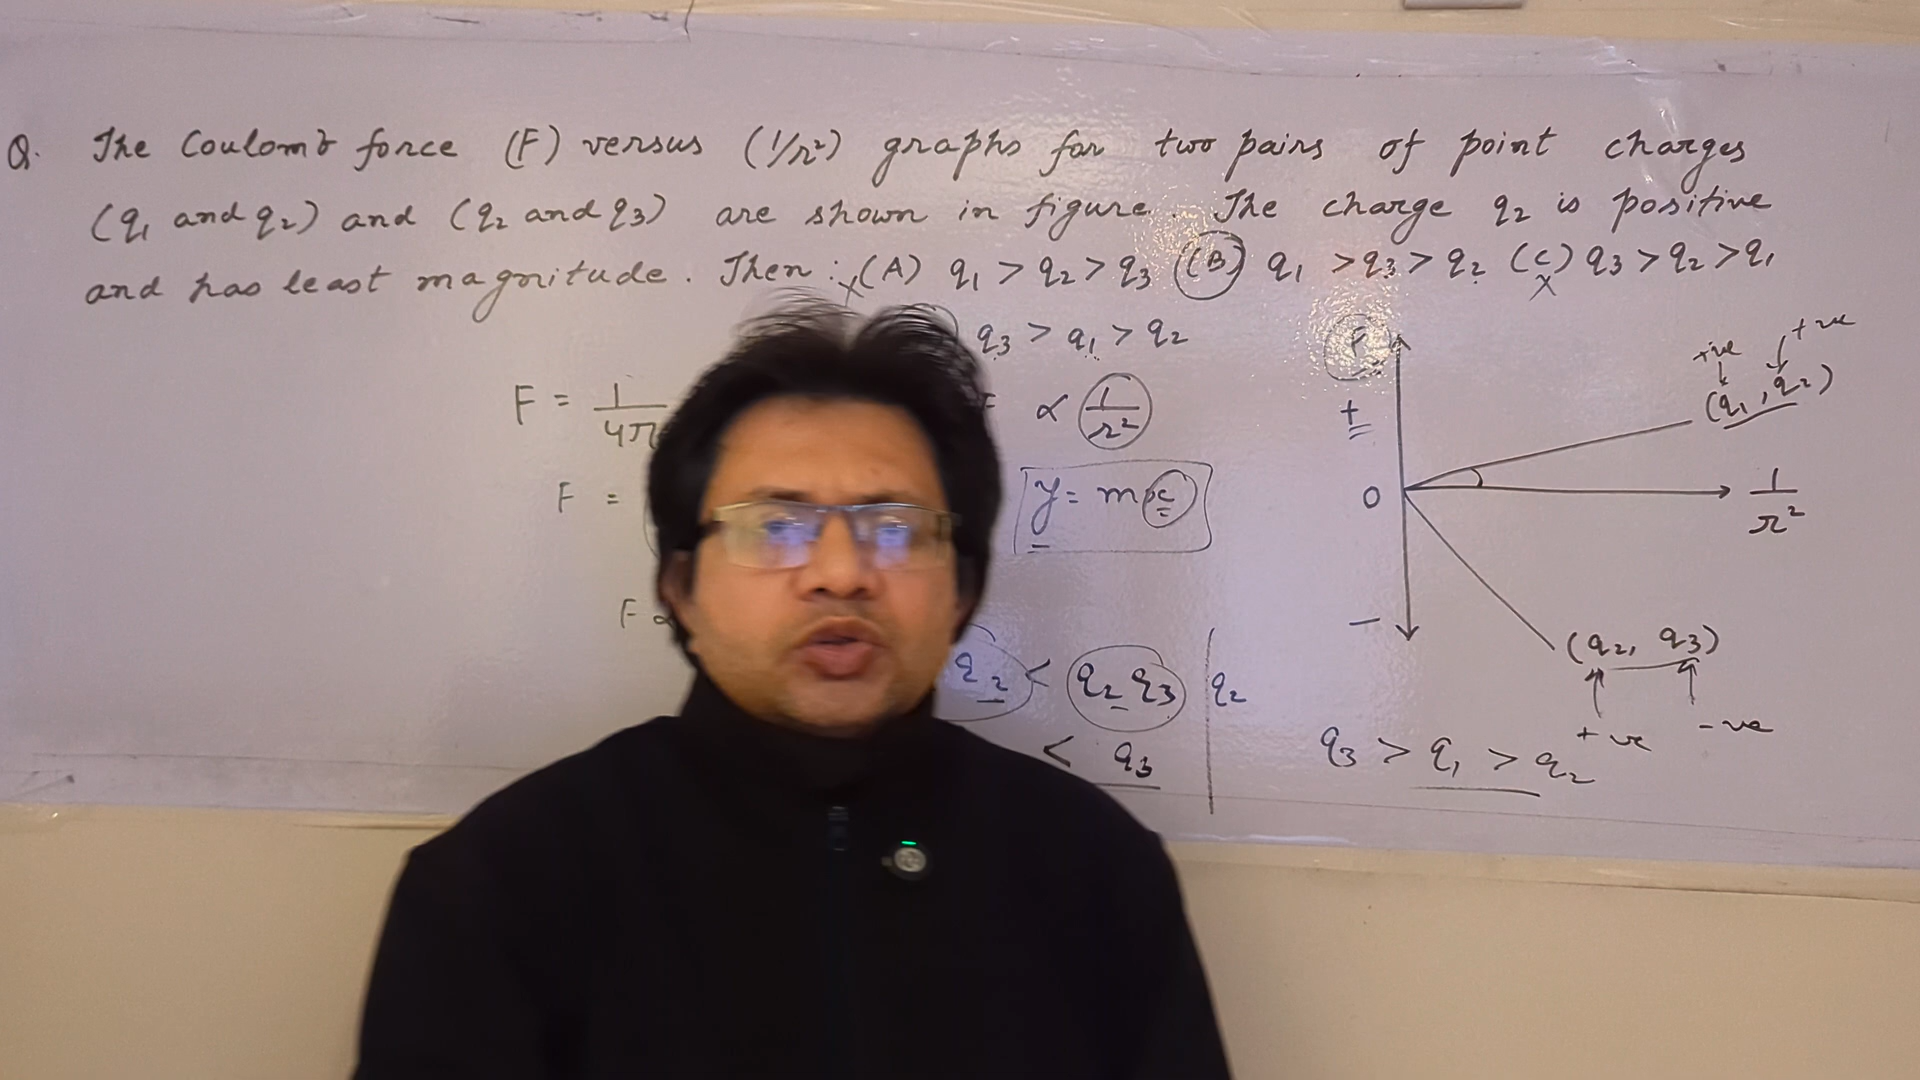 Q. The Coulomb force (F) versus (1/r²) graphs for two pairs of point charges
(q₁ and q₂) and (q₂ and q₃) are shown in figure. The charge q₂ is positive
and has least magnitude. Then : (A) q₁ > q₂ > q₃ (B) q₁ > q₃ > q₂ (C) q₃ > q₂ > q₁
q₃ > q₁ > q₂
F = 1/4π
∝ 1/r²
F =
y = mx
F ∝
q₂ < q₂ q₃ | q₂
< q₃
q₃ > q₁ > q₂
F
+
0
−
+ve
+ve
(q₁, q₂)
1/r²
(q₂, q₃)
+ve
-ve